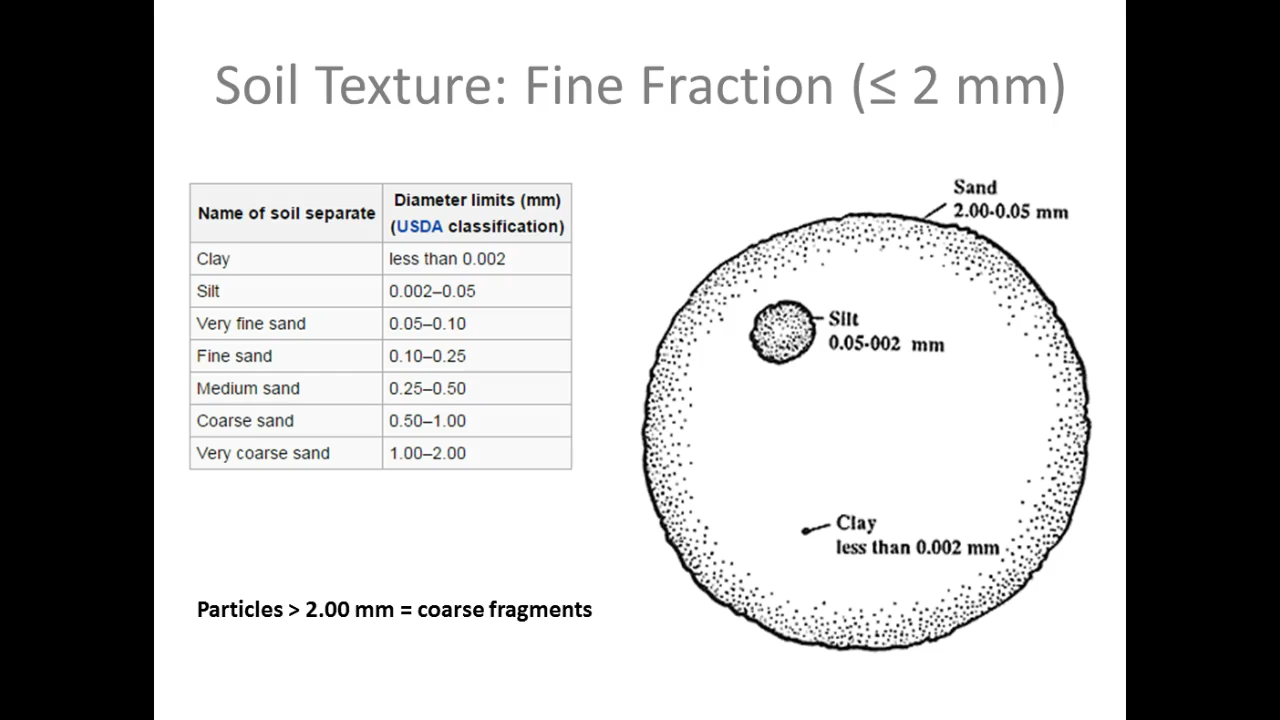 Soil Texture: Fine Fraction (≤ 2 mm)
Name of soil separate
Diameter limits (mm)
(USDA classification)
Clay
less than 0.002
Silt
0.002–0.05
Very fine sand
0.05–0.10
Fine sand
0.10–0.25
Medium sand
0.25–0.50
Coarse sand
0.50–1.00
Very coarse sand
1.00–2.00
Particles > 2.00 mm = coarse fragments
Sand
2.00-0.05 mm
Silt
0.05-002 mm
Clay
less than 0.002 mm